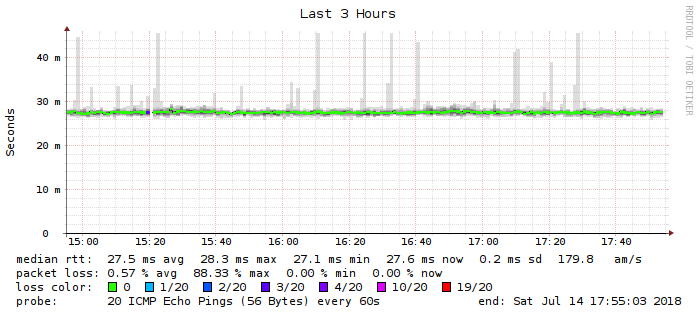 Last 3 Hours
RRDTOOL / TOBI OETIKER
Seconds
40 m
30 m
20 m
10 m
0
15:00 15:20 15:40 16:00 16:20 16:40 17:00 17:20 17:40
median rtt: 27.5 ms avg 28.3 ms max 27.1 ms min 27.6 ms now 0.2 ms sd 179.8 am/s
packet loss: 0.57 % avg 88.33 % max 0.00 % min 0.00 % now
loss color: 0 1/20 2/20 3/20 4/20 10/20 19/20
probe: 20 ICMP Echo Pings (56 Bytes) every 60s end: Sat Jul 14 17:55:03 2018